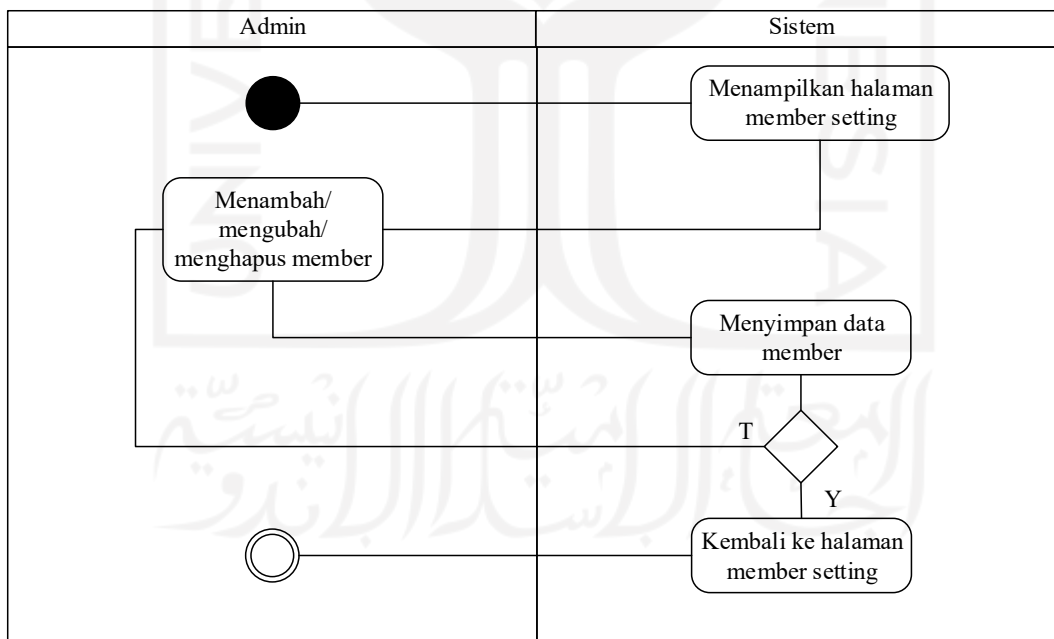 Admin
Sistem
Menampilkan halaman
member setting
Menambah/
mengubah/
menghapus member
Menyimpan data
member
T
Y
Kembali ke halaman
member setting